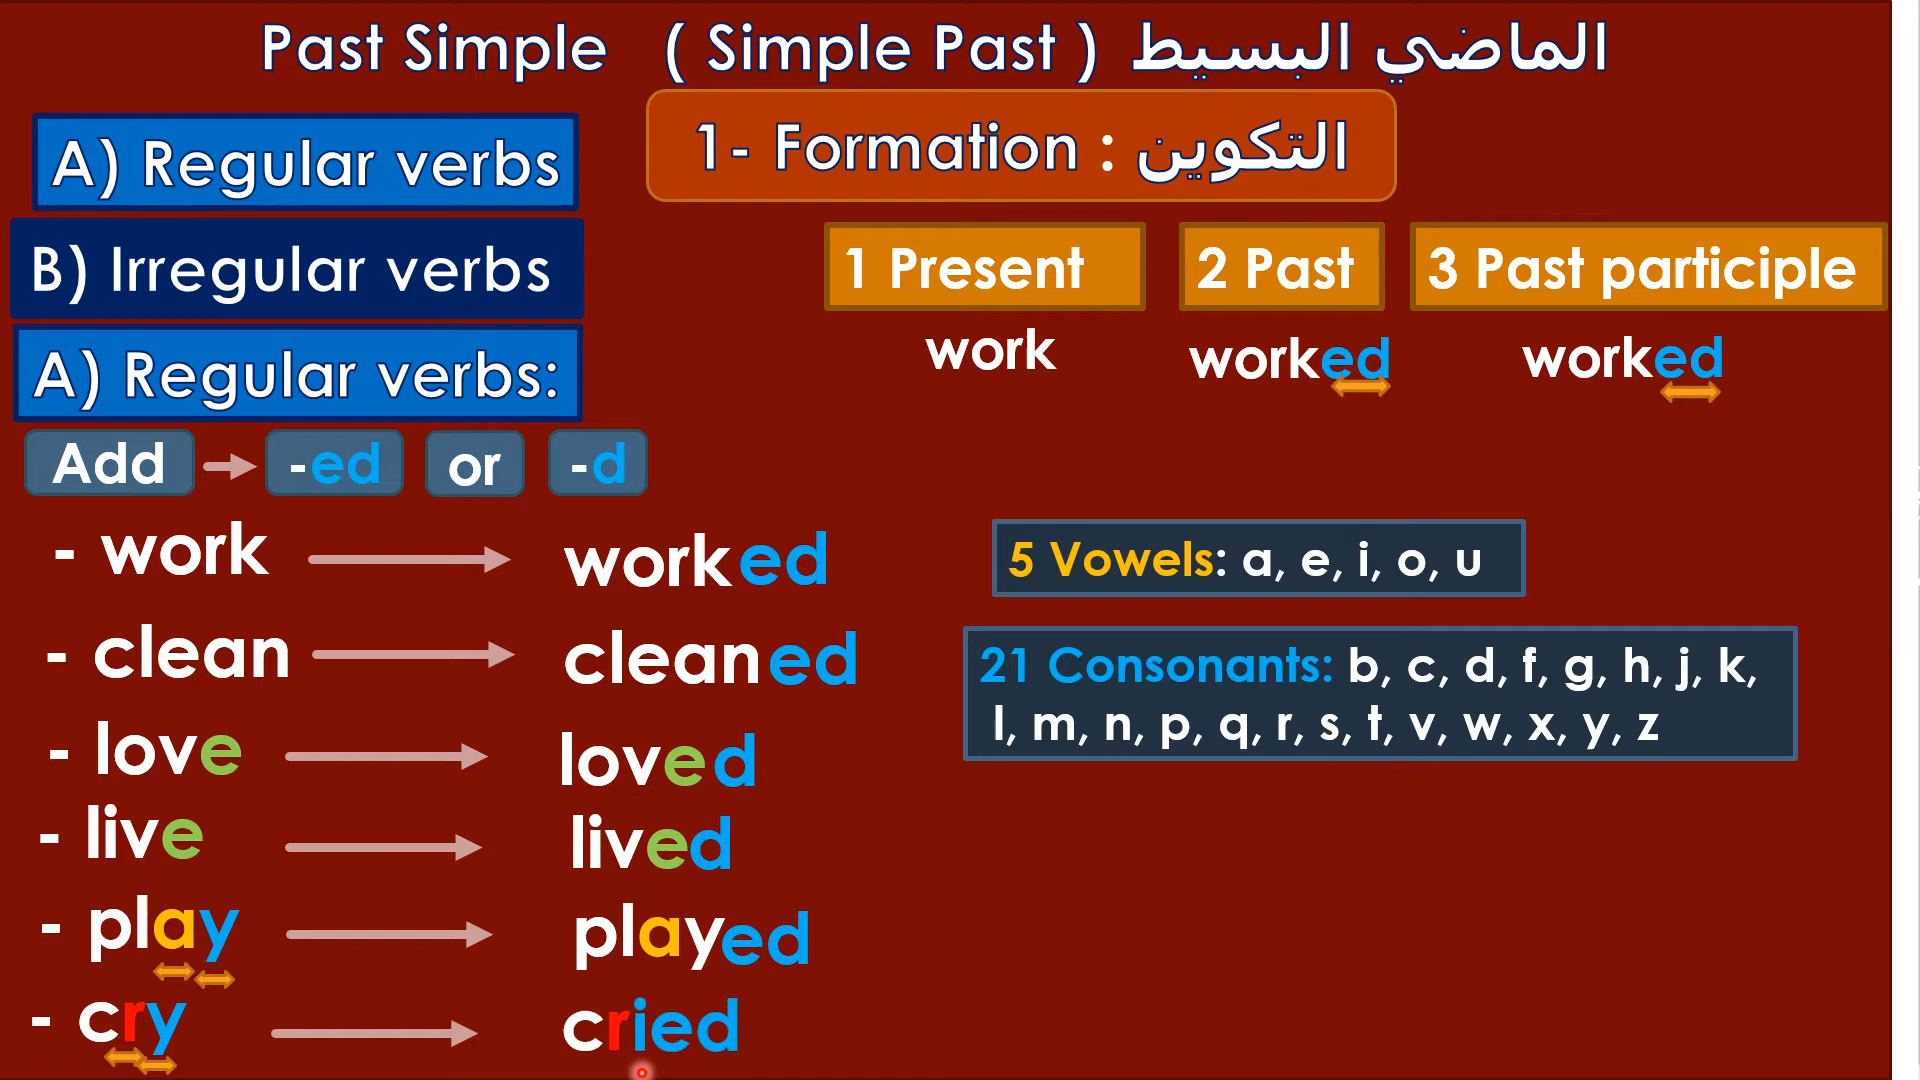 Past Simple ( Simple Past ) الماضي البسيط
1- Formation : التكوين
A) Regular verbs
B) Irregular verbs
1 Present 2 Past 3 Past participle
work worked worked
A) Regular verbs:
Add -ed or -d
- work worked
- clean cleaned
- love loved
- live lived
- play played
- cry cried
5 Vowels: a, e, i, o, u
21 Consonants: b, c, d, f, g, h, j, k,
l, m, n, p, q, r, s, t, v, w, x, y, z